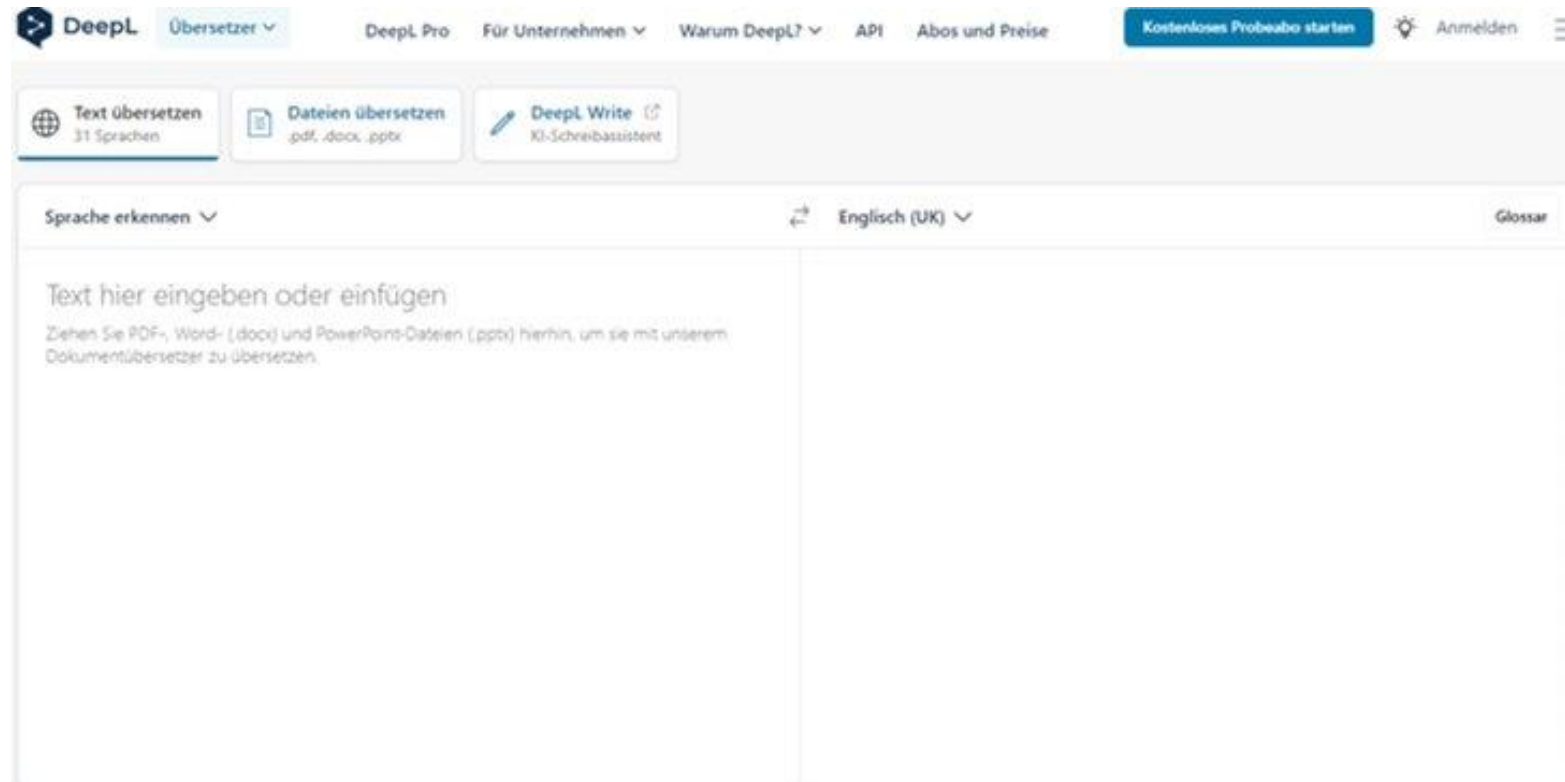 DeepL Übersetzer DeepL Pro Für Unternehmen Warum DeepL? API Abos und Preise Kostenloses Probeabo starten Anmelden
Text übersetzen
31 Sprachen
Dateien übersetzen
.pdf, .docx, .pptx
DeepL Write
KI-Schreibassistent
Sprache erkennen Englisch (UK) Glossar
Text hier eingeben oder einfügen
Ziehen Sie PDF-, Word- (.docx) und PowerPoint-Dateien (.pptx) hierhin, um sie mit unserem
Dokumentübersetzer zu übersetzen.